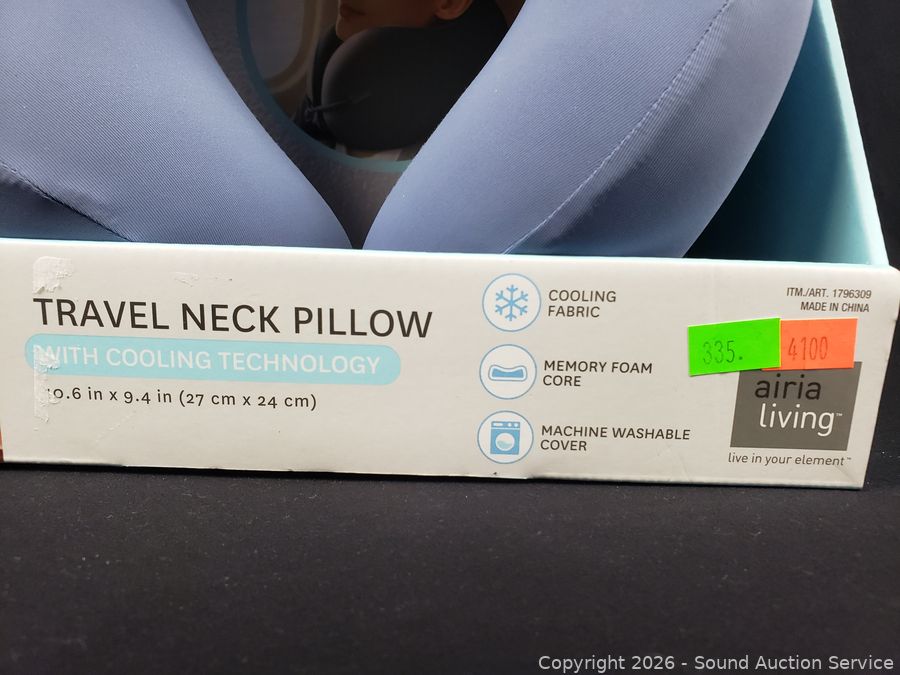 TRAVEL NECK PILLOW
WITH COOLING TECHNOLOGY
0.6 in x 9.4 in (27 cm x 24 cm)
COOLING
FABRIC
MEMORY FOAM
CORE
MACHINE WASHABLE
COVER
ITM./ART. 1796309
MADE IN CHINA
335.
4100
airia
living™
live in your element™
Copyright 2026 - Sound Auction Service